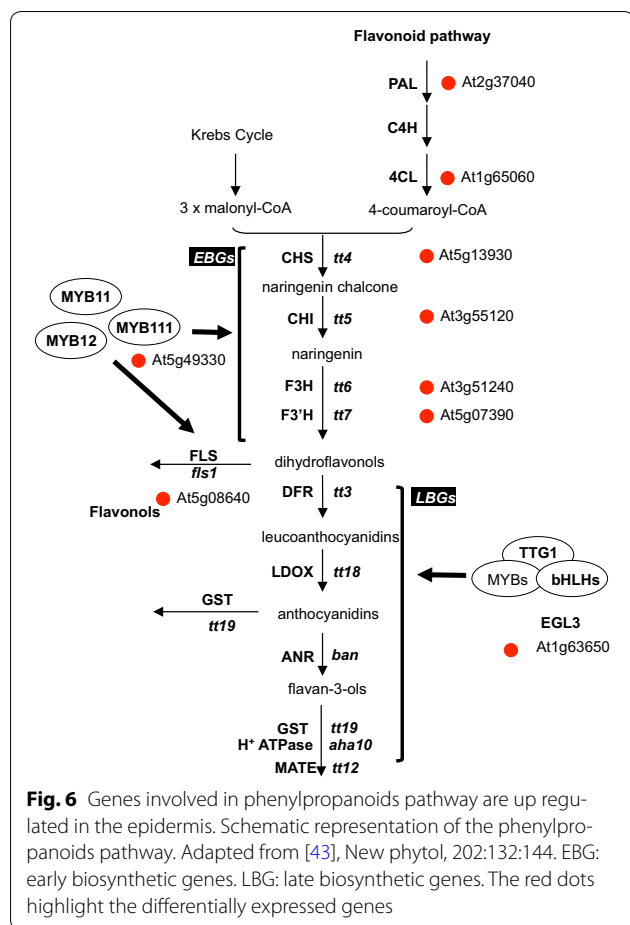 Flavonoid pathway
PAL At2g37040
C4H
Krebs Cycle
4CL At1g65060
3 x malonyl-CoA 4-coumaroyl-CoA
EBGs CHS tt4 At5g13930
naringenin chalcone
MYB11
MYB111 CHI tt5 At3g55120
MYB12
At5g49330 naringenin
F3H tt6 At3g51240
F3'H tt7 At5g07390
FLS dihydroflavonols
fls1
Flavonols At5g08640
DFR tt3 LBGs
leucoanthocyanidins
TTG1
LDOX tt18 MYBs bHLHs
GST anthocyanidins
tt19 EGL3
At1g63650
ANR ban
flavan-3-ols
GST tt19
H+ ATPase aha10
MATE tt12
Fig. 6 Genes involved in phenylpropanoids pathway are up regu-
lated in the epidermis. Schematic representation of the phenylpro-
panoids pathway. Adapted from [43], New phytol, 202:132:144. EBG:
early biosynthetic genes. LBG: late biosynthetic genes. The red dots
highlight the differentially expressed genes